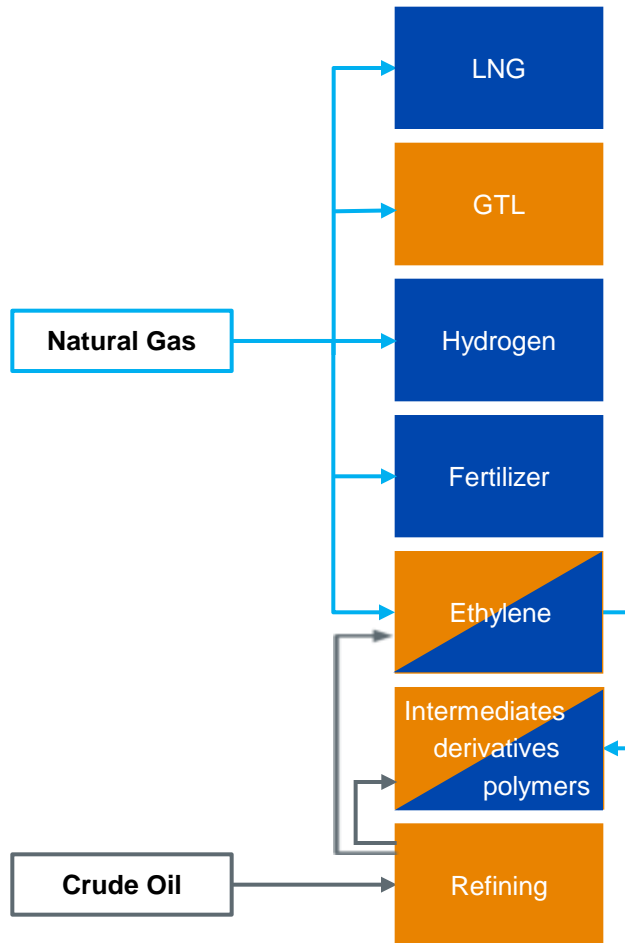 LNG
GTL
Natural Gas
Hydrogen
Fertilizer
Ethylene
Intermediates
derivatives
polymers
Crude Oil
Refining